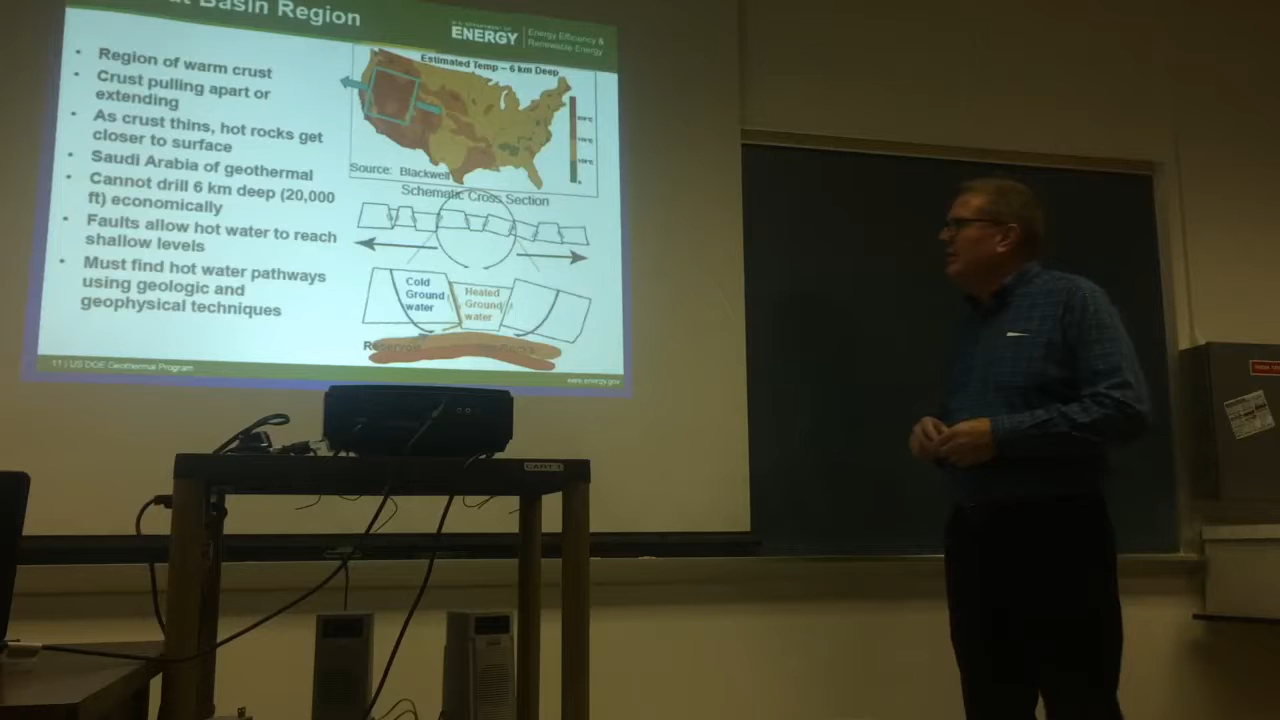 Basin Region
U.S. DEPARTMENT OF
ENERGY
Energy Efficiency &
Renewable Energy
• Region of warm crust
• Crust pulling apart or
extending
• As crust thins, hot rocks get
closer to surface
• Saudi Arabia of geothermal
• Cannot drill 6 km deep (20,000
ft) economically
• Faults allow hot water to reach
shallow levels
• Must find hot water pathways
using geologic and
geophysical techniques
Estimated Temp – 6 km Deep
Source: Blackwell
Schematic Cross Section
Cold
Ground
water
Heated
Ground
water
Reservoir
11 | US DOE Geothermal Program
eere.energy.gov
CART 1